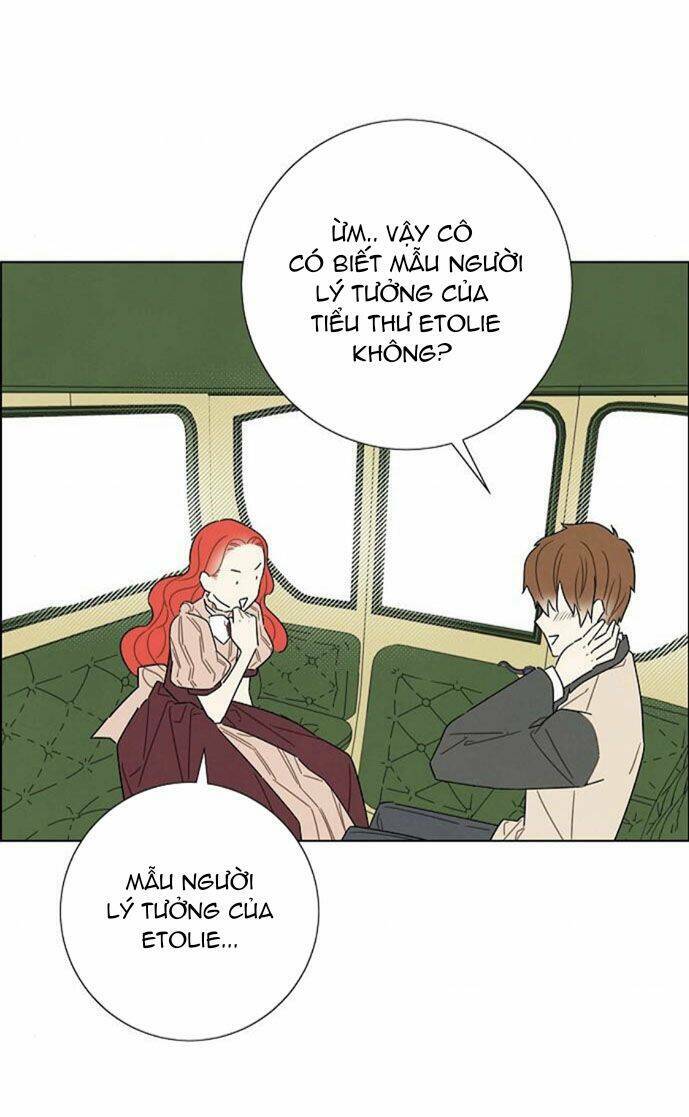 ỪM.. VẬY CÔ
CÓ BIẾT MẪU NGƯỜI
LÝ TƯỞNG CỦA
TIỂU THƯ ETOLIE
KHÔNG?
MẪU NGƯỜI
LÝ TƯỞNG CỦA
ETOLIE...